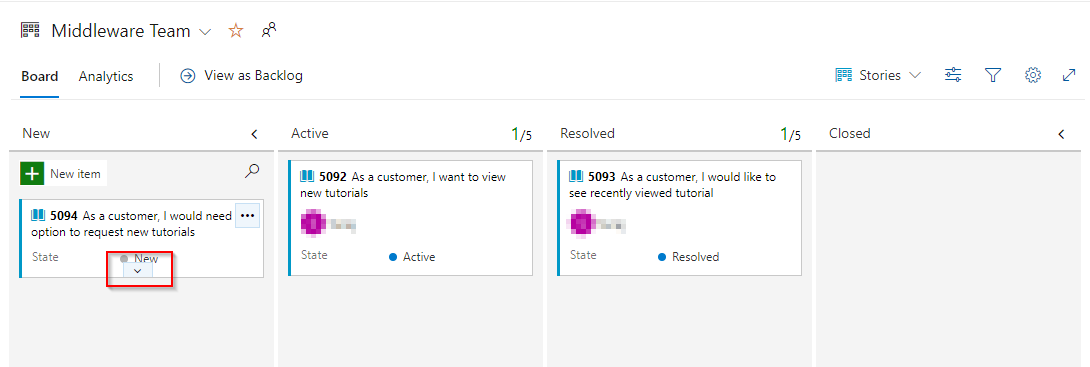 Middleware Team
Board Analytics View as Backlog Stories
New Active 1/5 Resolved 1/5 Closed
New item
5094 As a customer, I would need
option to request new tutorials
State New
5092 As a customer, I want to view
new tutorials
State Active
5093 As a customer, I would like to
see recently viewed tutorial
State Resolved